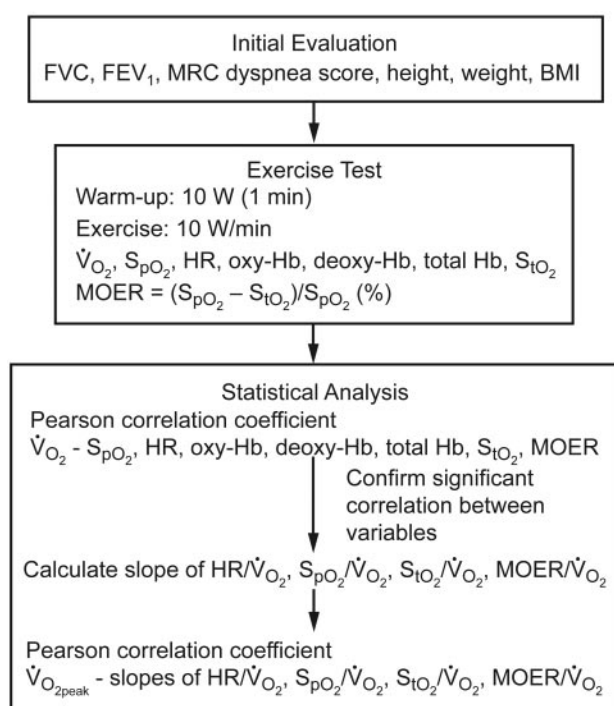 Initial Evaluation
FVC, FEV₁, MRC dyspnea score, height, weight, BMI
Exercise Test
Warm-up: 10 W (1 min)
Exercise: 10 W/min
V̇O₂, SpO₂, HR, oxy-Hb, deoxy-Hb, total Hb, StO₂
MOER = (SpO₂ – StO₂)/SpO₂ (%)
Statistical Analysis
Pearson correlation coefficient
V̇O₂ - SpO₂, HR, oxy-Hb, deoxy-Hb, total Hb, StO₂, MOER
Confirm significant
correlation between
variables
Calculate slope of HR/V̇O₂, SpO₂/V̇O₂, StO₂/V̇O₂, MOER/V̇O₂
Pearson correlation coefficient
V̇O₂peak - slopes of HR/V̇O₂, SpO₂/V̇O₂, StO₂/V̇O₂, MOER/V̇O₂